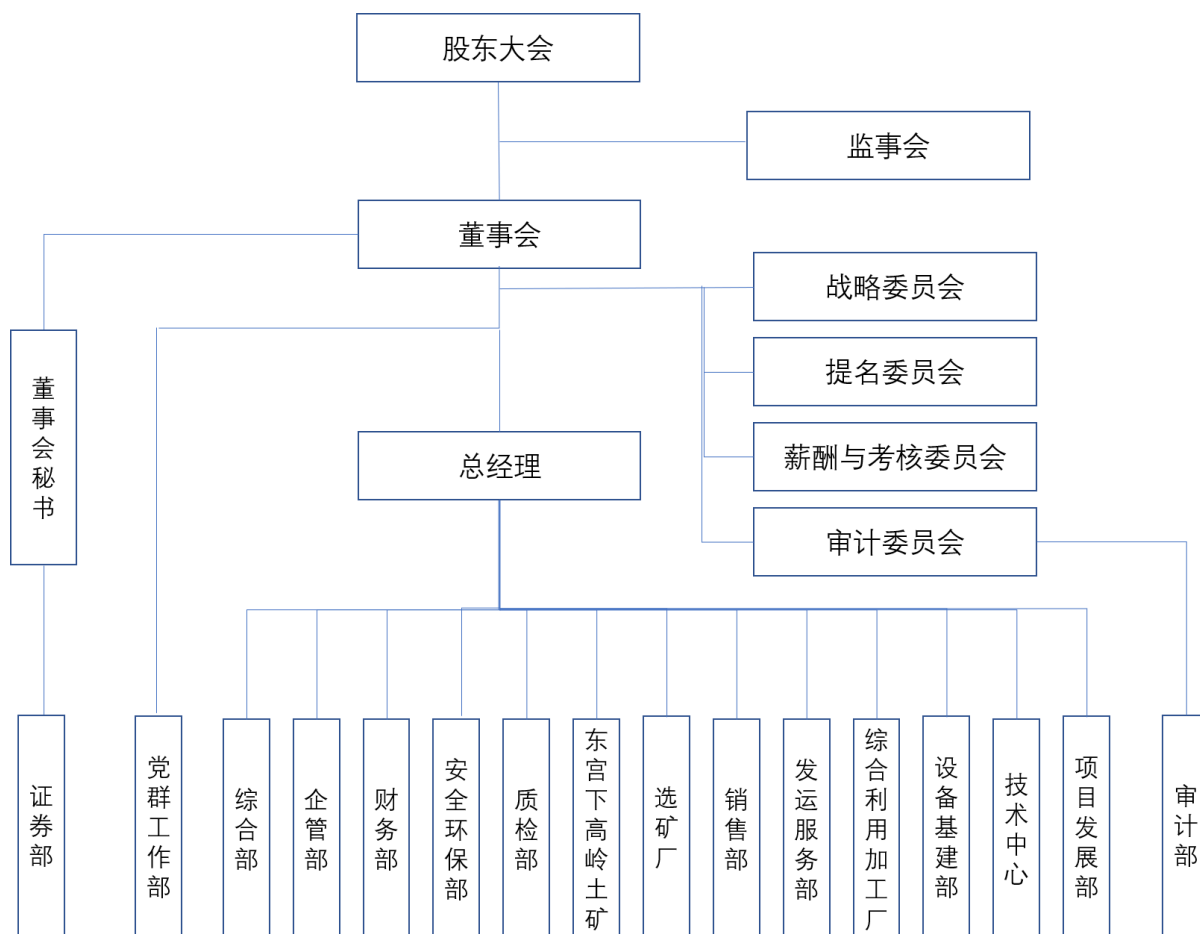 股东大会
监事会
董事会
战略委员会
提名委员会
薪酬与考核委员会
审计委员会
董事会秘书
总经理
证券部
党群工作部
综合部
企管部
财务部
安全环保部
质检部
东宫下高岭土矿
选矿厂
销售部
发运服务部
综合利用加工厂
设备基建部
技术中心
项目发展部
审计部